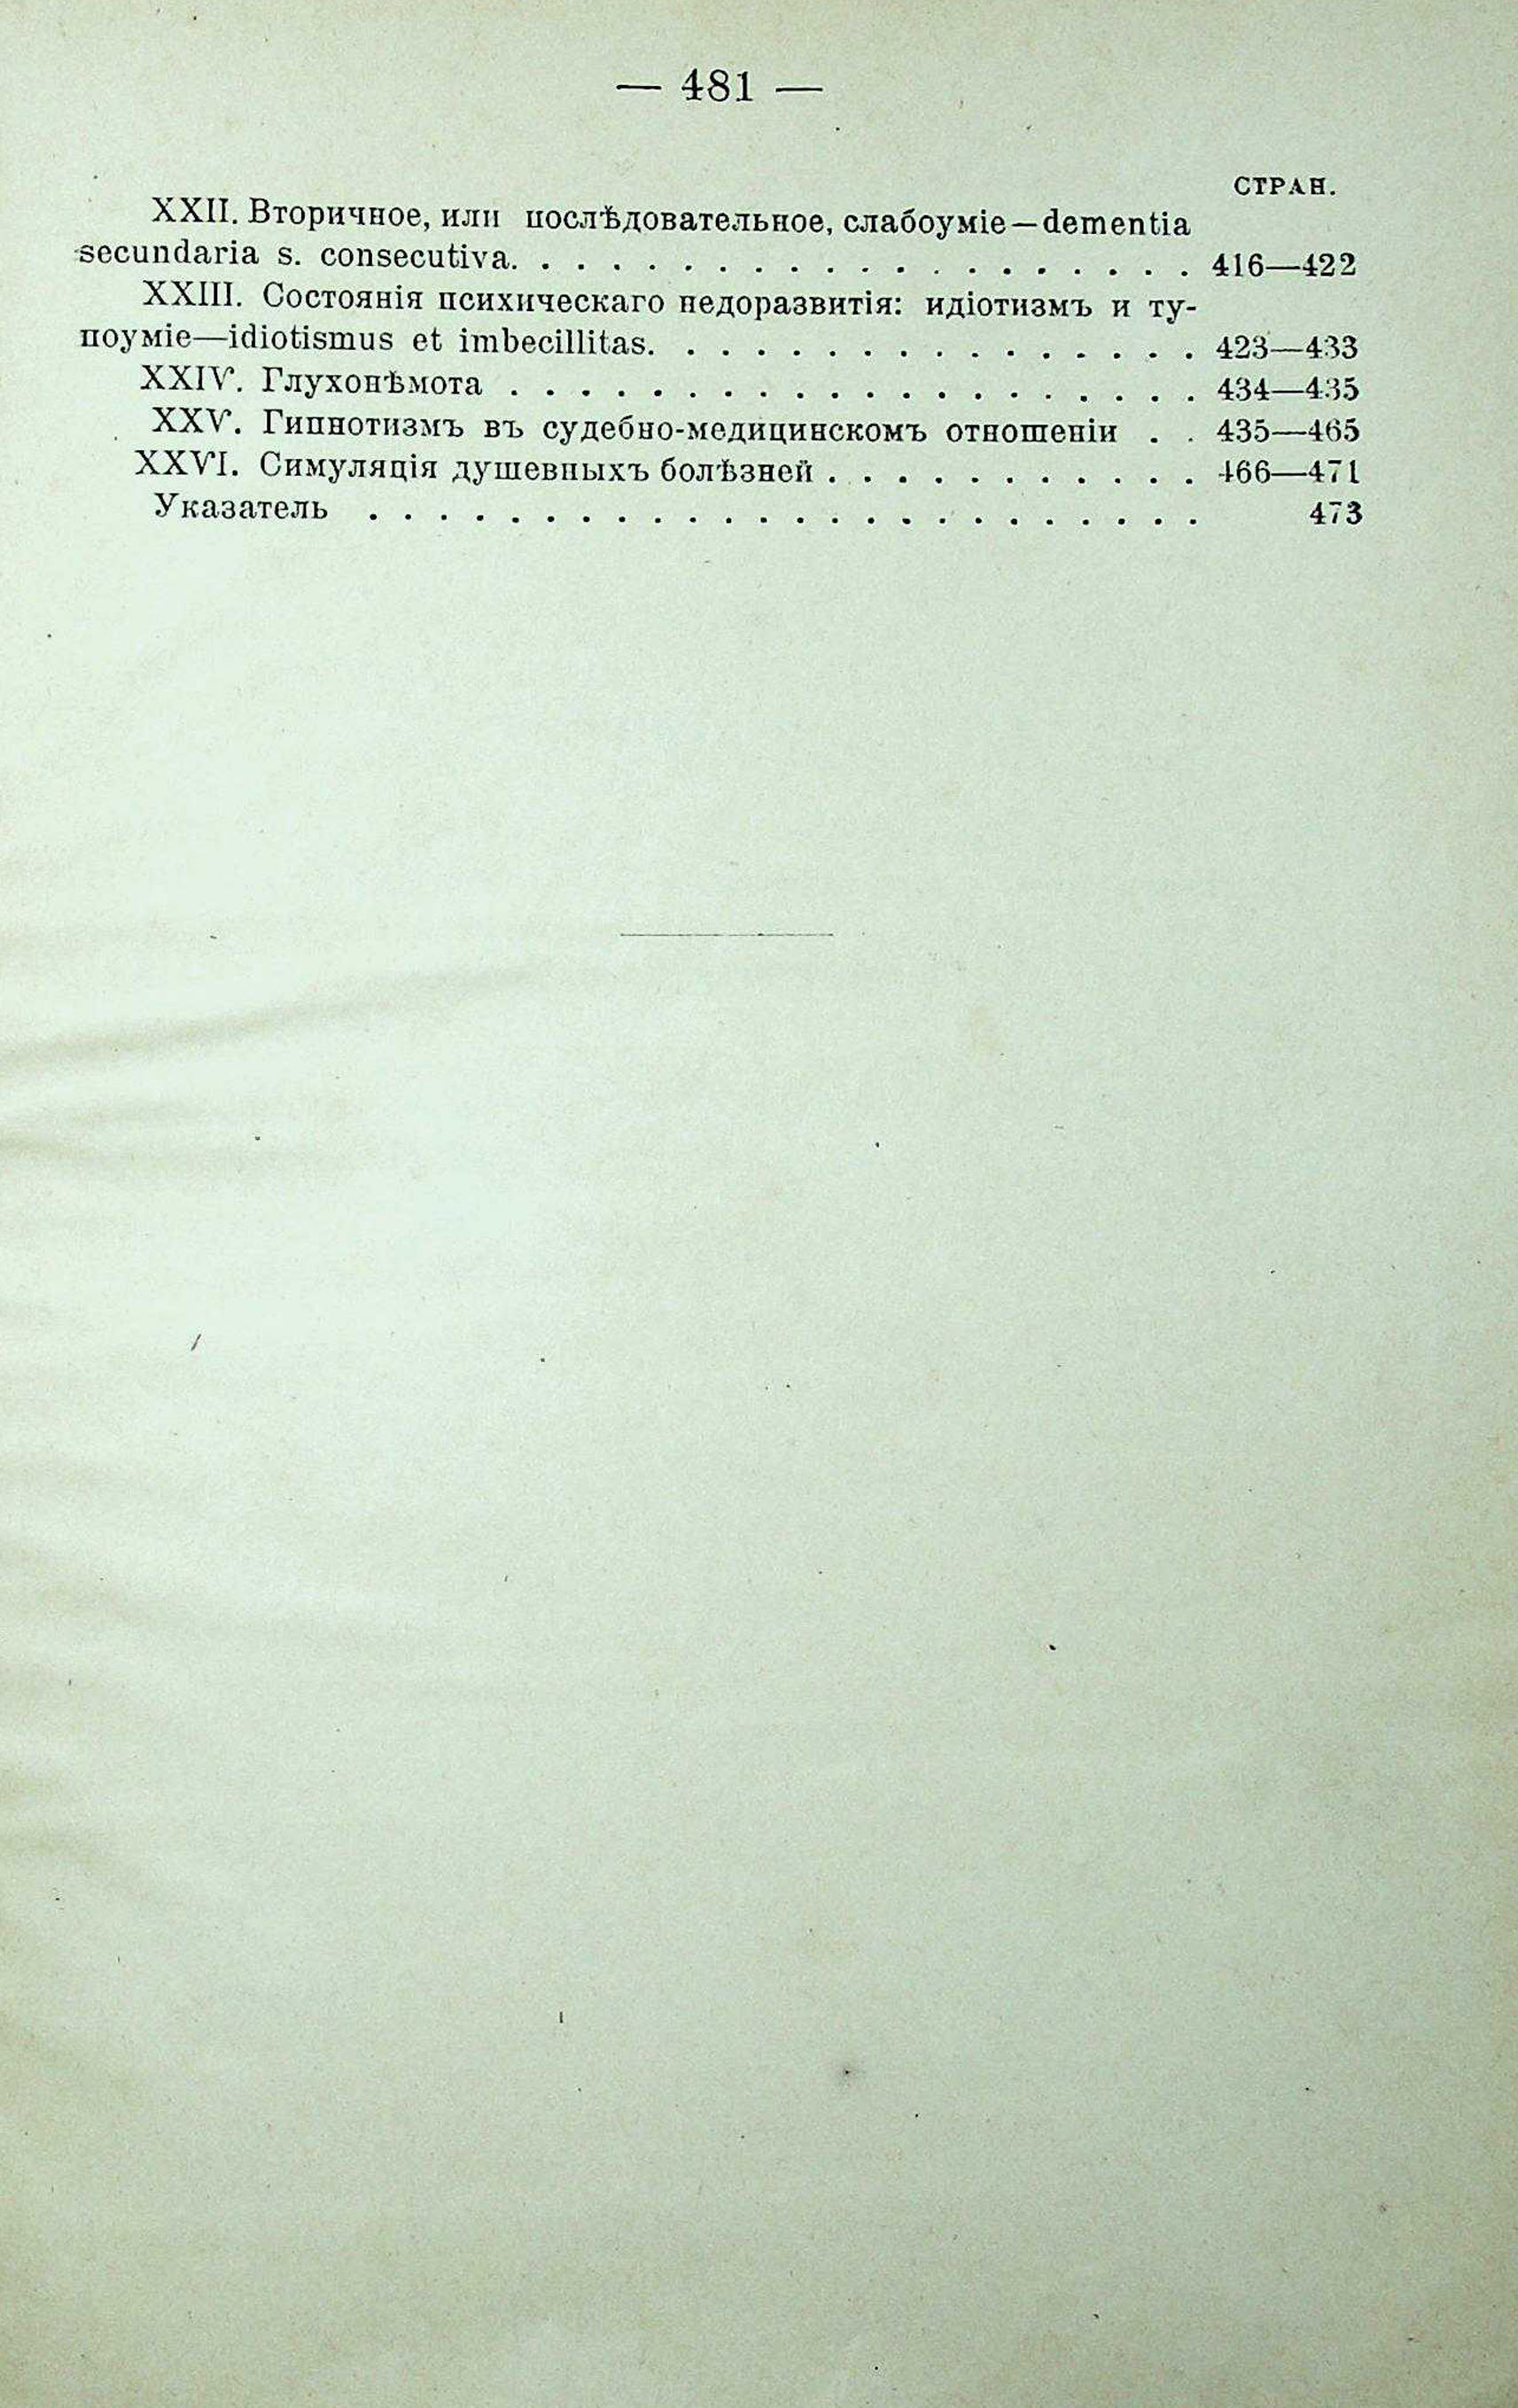 — 481 —
СТРАН.
XXII. Вторичное, или послѣдовательное, слабоуміе—dementia
secundaria s. consecutiva. . . . . . . . . . . . . . . . . . . . 416—422
XXIII. Состоянія психическаго недоразвитія: идіотизмъ и ту-
поуміе—idiotismus et imbecillitas. . . . . . . . . . . . . . . . 423—433
XXIV. Глухонѣмота . . . . . . . . . . . . . . . . . . . . 434—435
XXV. Гипнотизмъ въ судебно-медицинскомъ отношеніи . . 435—465
XXVI. Симуляція душевныхъ болѣзней . . . . . . . . . . . 466—471
Указатель . . . . . . . . . . . . . . . . . . . . . . . . 473